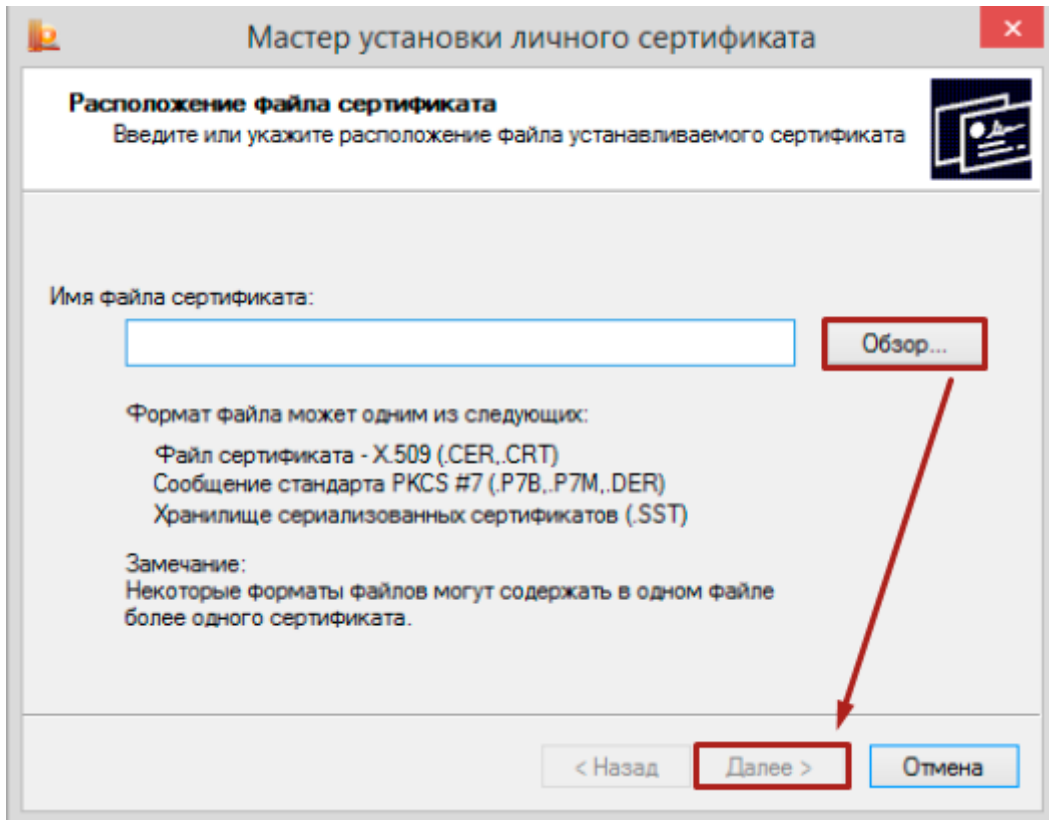 Мастер установки личного сертификата
Расположение файла сертификата
Введите или укажите расположение файла устанавливаемого сертификата
Имя файла сертификата:
Обзор...
Формат файла может одним из следующих:
Файл сертификата - X.509 (.CER,.CRT)
Сообщение стандарта PKCS #7 (.P7B,.P7M,.DER)
Хранилище сериализованных сертификатов (.SST)
Замечание:
Некоторые форматы файлов могут содержать в одном файле
более одного сертификата.
< Назад Далее > Отмена